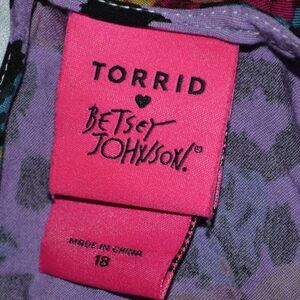 TORRID
BETSEY
JOHNSON.®
MADE IN CHINA
18